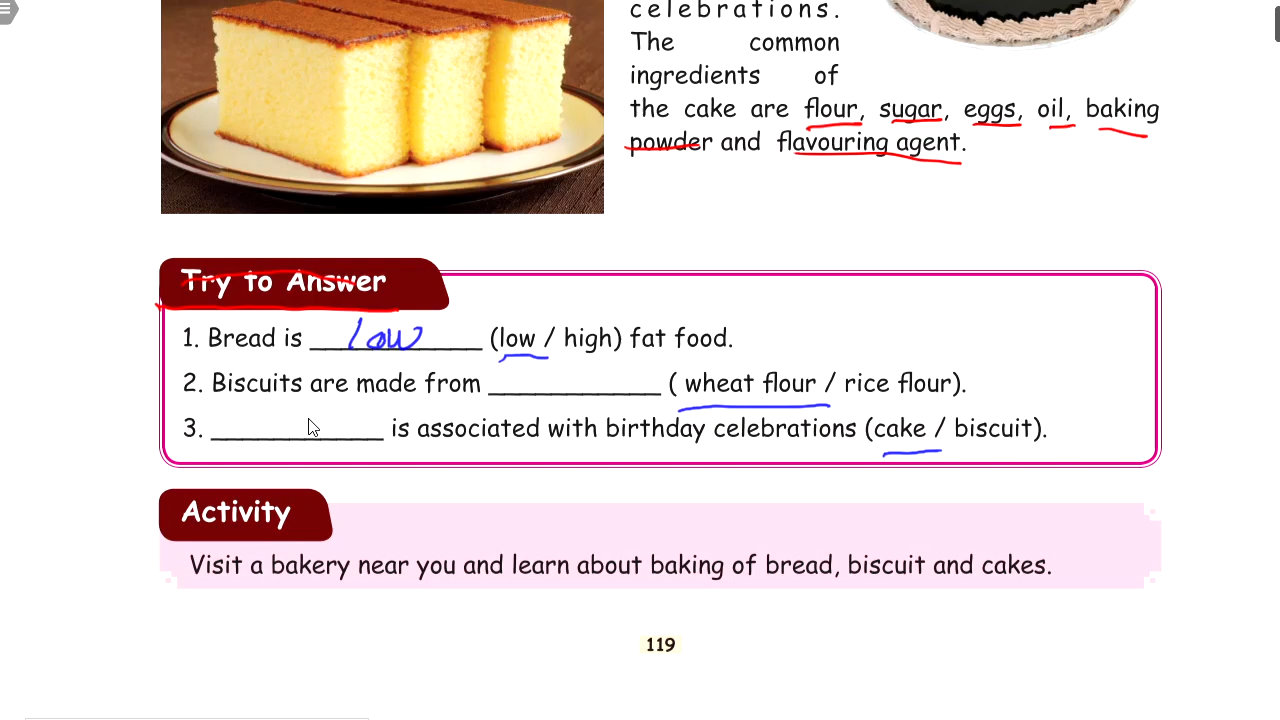 celebrations.
The common
ingredients of
the cake are flour, sugar, eggs, oil, baking
powder and flavouring agent.
Try to Answer
1. Bread is ____________ (low / high) fat food.
low
2. Biscuits are made from ____________ ( wheat flour / rice flour).
3. ____________ is associated with birthday celebrations (cake / biscuit).
Activity
Visit a bakery near you and learn about baking of bread, biscuit and cakes.
119